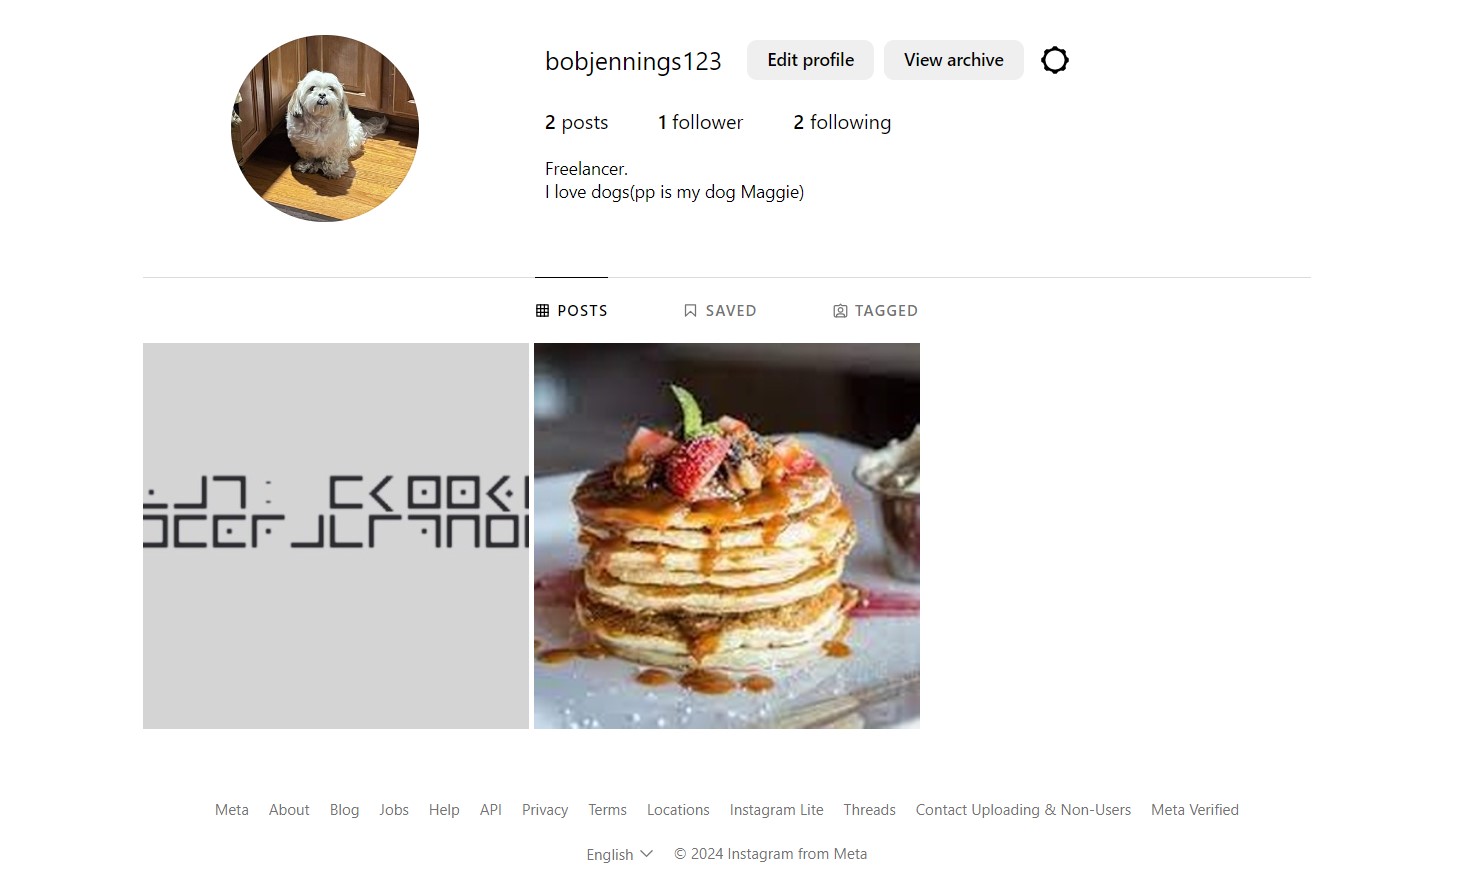 bobjennings123 Edit profile View archive
2 posts 1 follower 2 following
Freelancer.
I love dogs(pp is my dog Maggie)
POSTS SAVED TAGGED
Meta About Blog Jobs Help API Privacy Terms Locations Instagram Lite Threads Contact Uploading & Non-Users Meta Verified
English © 2024 Instagram from Meta